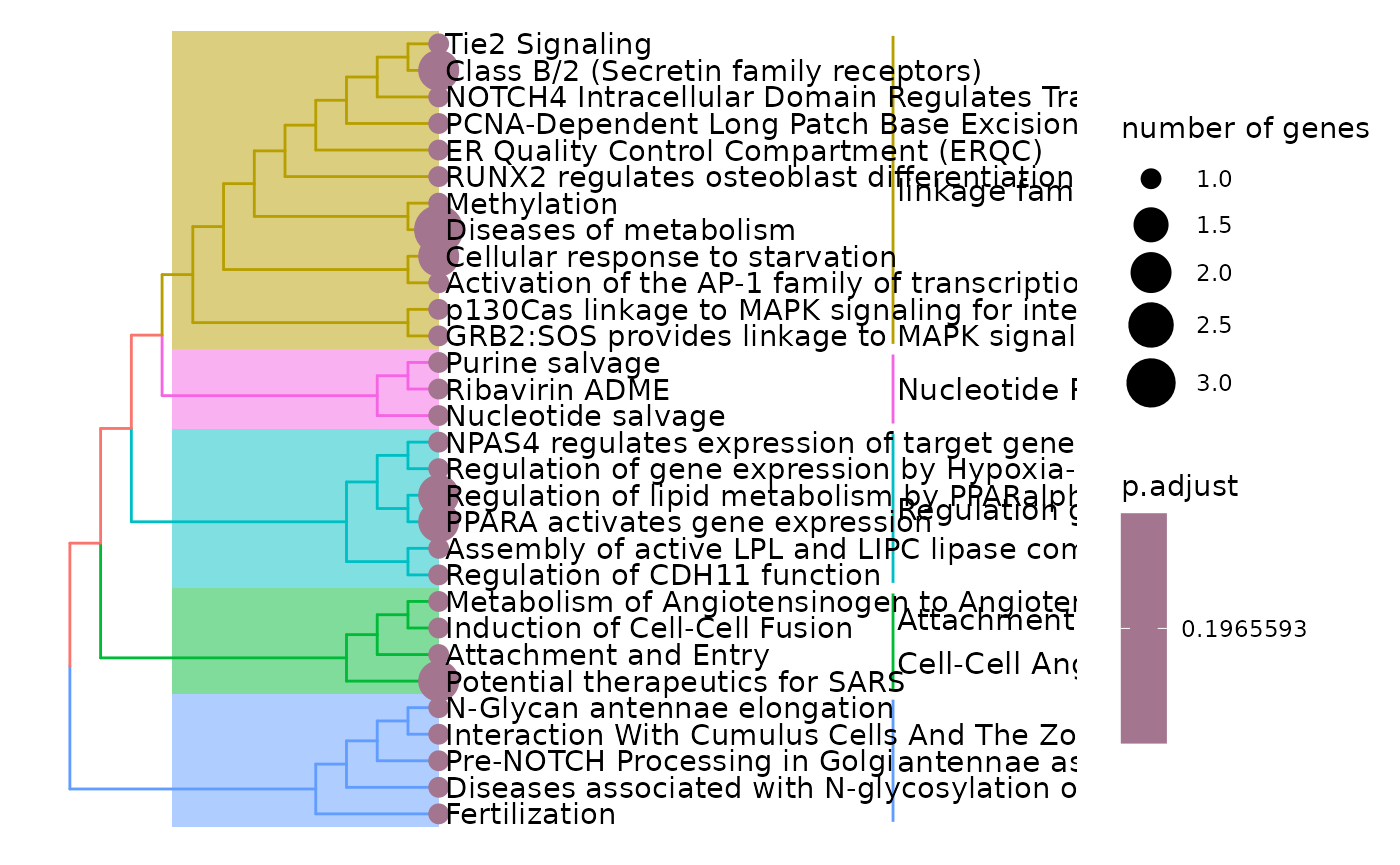 Tie2 Signaling
Class B/2 (Secretin family receptors)
NOTCH4 Intracellular Domain Regulates Tra
PCNA-Dependent Long Patch Base Excision
ER Quality Control Compartment (ERQC)
RUNX2 regulates osteoblast differentiation
linkage fam
Methylation
Diseases of metabolism
Cellular response to starvation
Activation of the AP-1 family of transcriptio
p130Cas linkage to MAPK signaling for inte
GRB2:SOS provides linkage to MAPK signal
Purine salvage
Ribavirin ADME
Nucleotide
Nucleotide salvage
NPAS4 regulates expression of target gene
Regulation of gene expression by Hypoxia-
Regulation of lipid metabolism by PPARalph
Regulation g
PPARA activates gene expression
Assembly of active LPL and LIPC lipase com
Regulation of CDH11 function
Metabolism of Angiotensinogen to Angioten
Attachment
Induction of Cell-Cell Fusion
Attachment and Entry
Cell-Cell Ang
Potential therapeutics for SARS
N-Glycan antennae elongation
Interaction With Cumulus Cells And The Zo
Pre-NOTCH Processing in Golgi
antennae as
Diseases associated with N-glycosylation o
Fertilization
number of genes
1.0
1.5
2.0
2.5
3.0
p.adjust
0.1965593